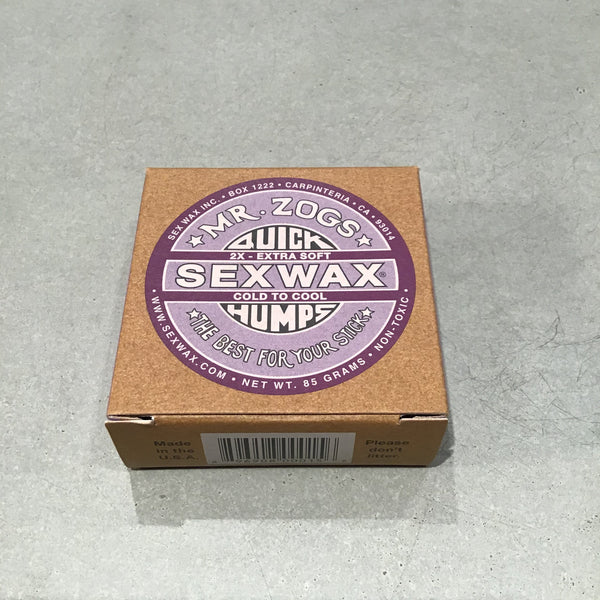 SEX WAX INC. • BOX 1222 • CARPINTERIA • CA • 93014
★ MR. ZOGS ★
QUICK
2X - EXTRA SOFT
SEXWAX®
COLD TO COOL
HUMPS
★ THE BEST FOR YOUR STICK ★
• WWW.SEXWAX.COM • NET WT. 85 GRAMS • NON-TOXIC •
Made
in the
U.S.A.
Please
don't
litter